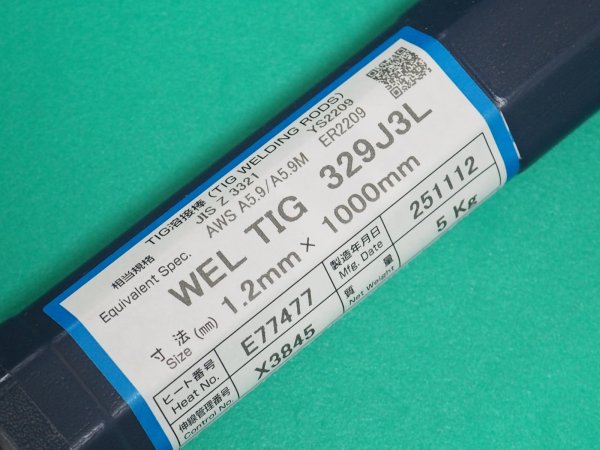 TIG溶接棒 (TIG WELDING RODS)
相当規格 JIS Z 3321 YS2209
Equivalent Spec. AWS A5.9/A5.9M ER2209
WEL TIG 329J3L
寸法 Size (mm) 1.2mm × 1000mm
ヒート番号 Heat No. E77477 製造年月日 Mfg. Date 251112
伸線管理番号 Control No. X3845 質量 Net Weight 5 Kg